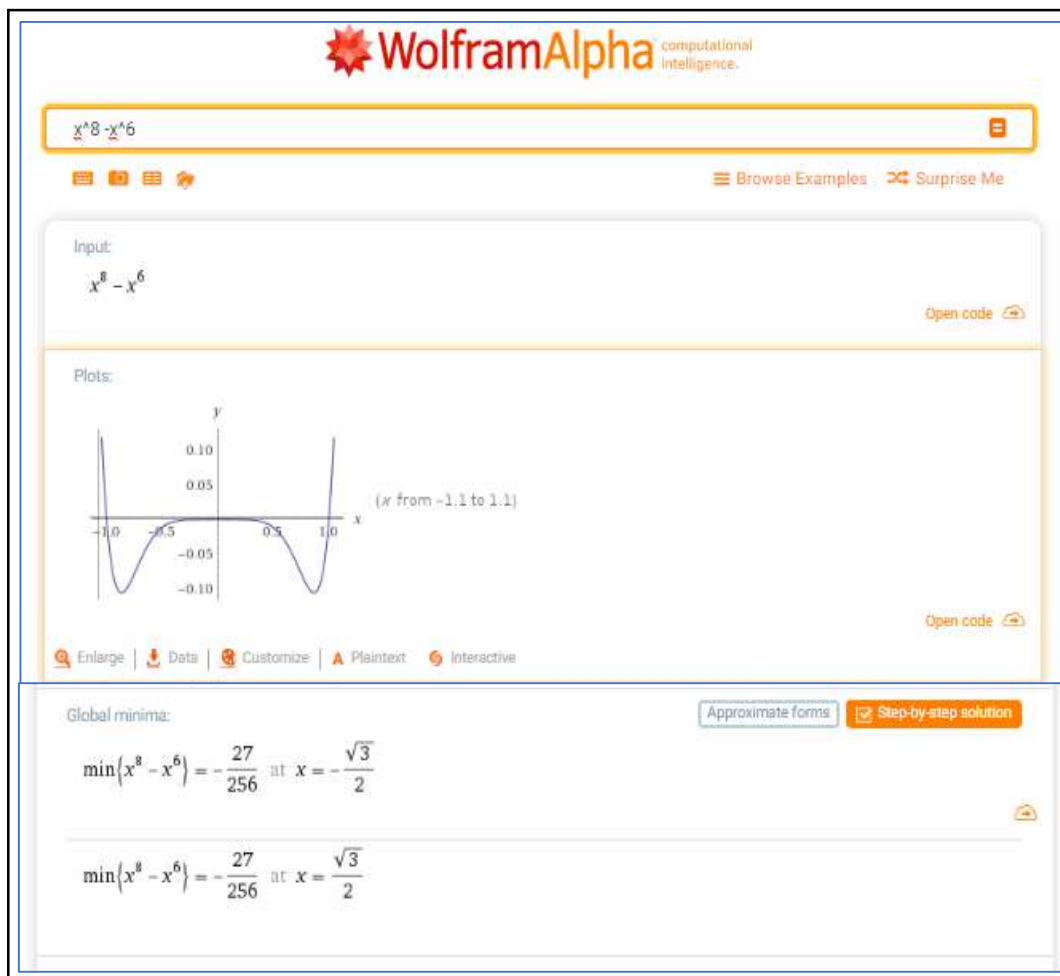 WolframAlpha computational intelligence.
x^8 -x^6
Browse Examples Surprise Me
Input:
x⁸ – x⁶
Open code
Plots:
y
0.10
0.05
(x from −1.1 to 1.1)
x
−1.0 −0.5 0.5 1.0
−0.05
−0.10
Open code
Enlarge | Data | Customize | A Plaintext Interactive
Global minima:
Approximate forms Step-by-step solution
min{x⁸ – x⁶} = −27/256 at x = −√3/2
min{x⁸ – x⁶} = −27/256 at x = √3/2